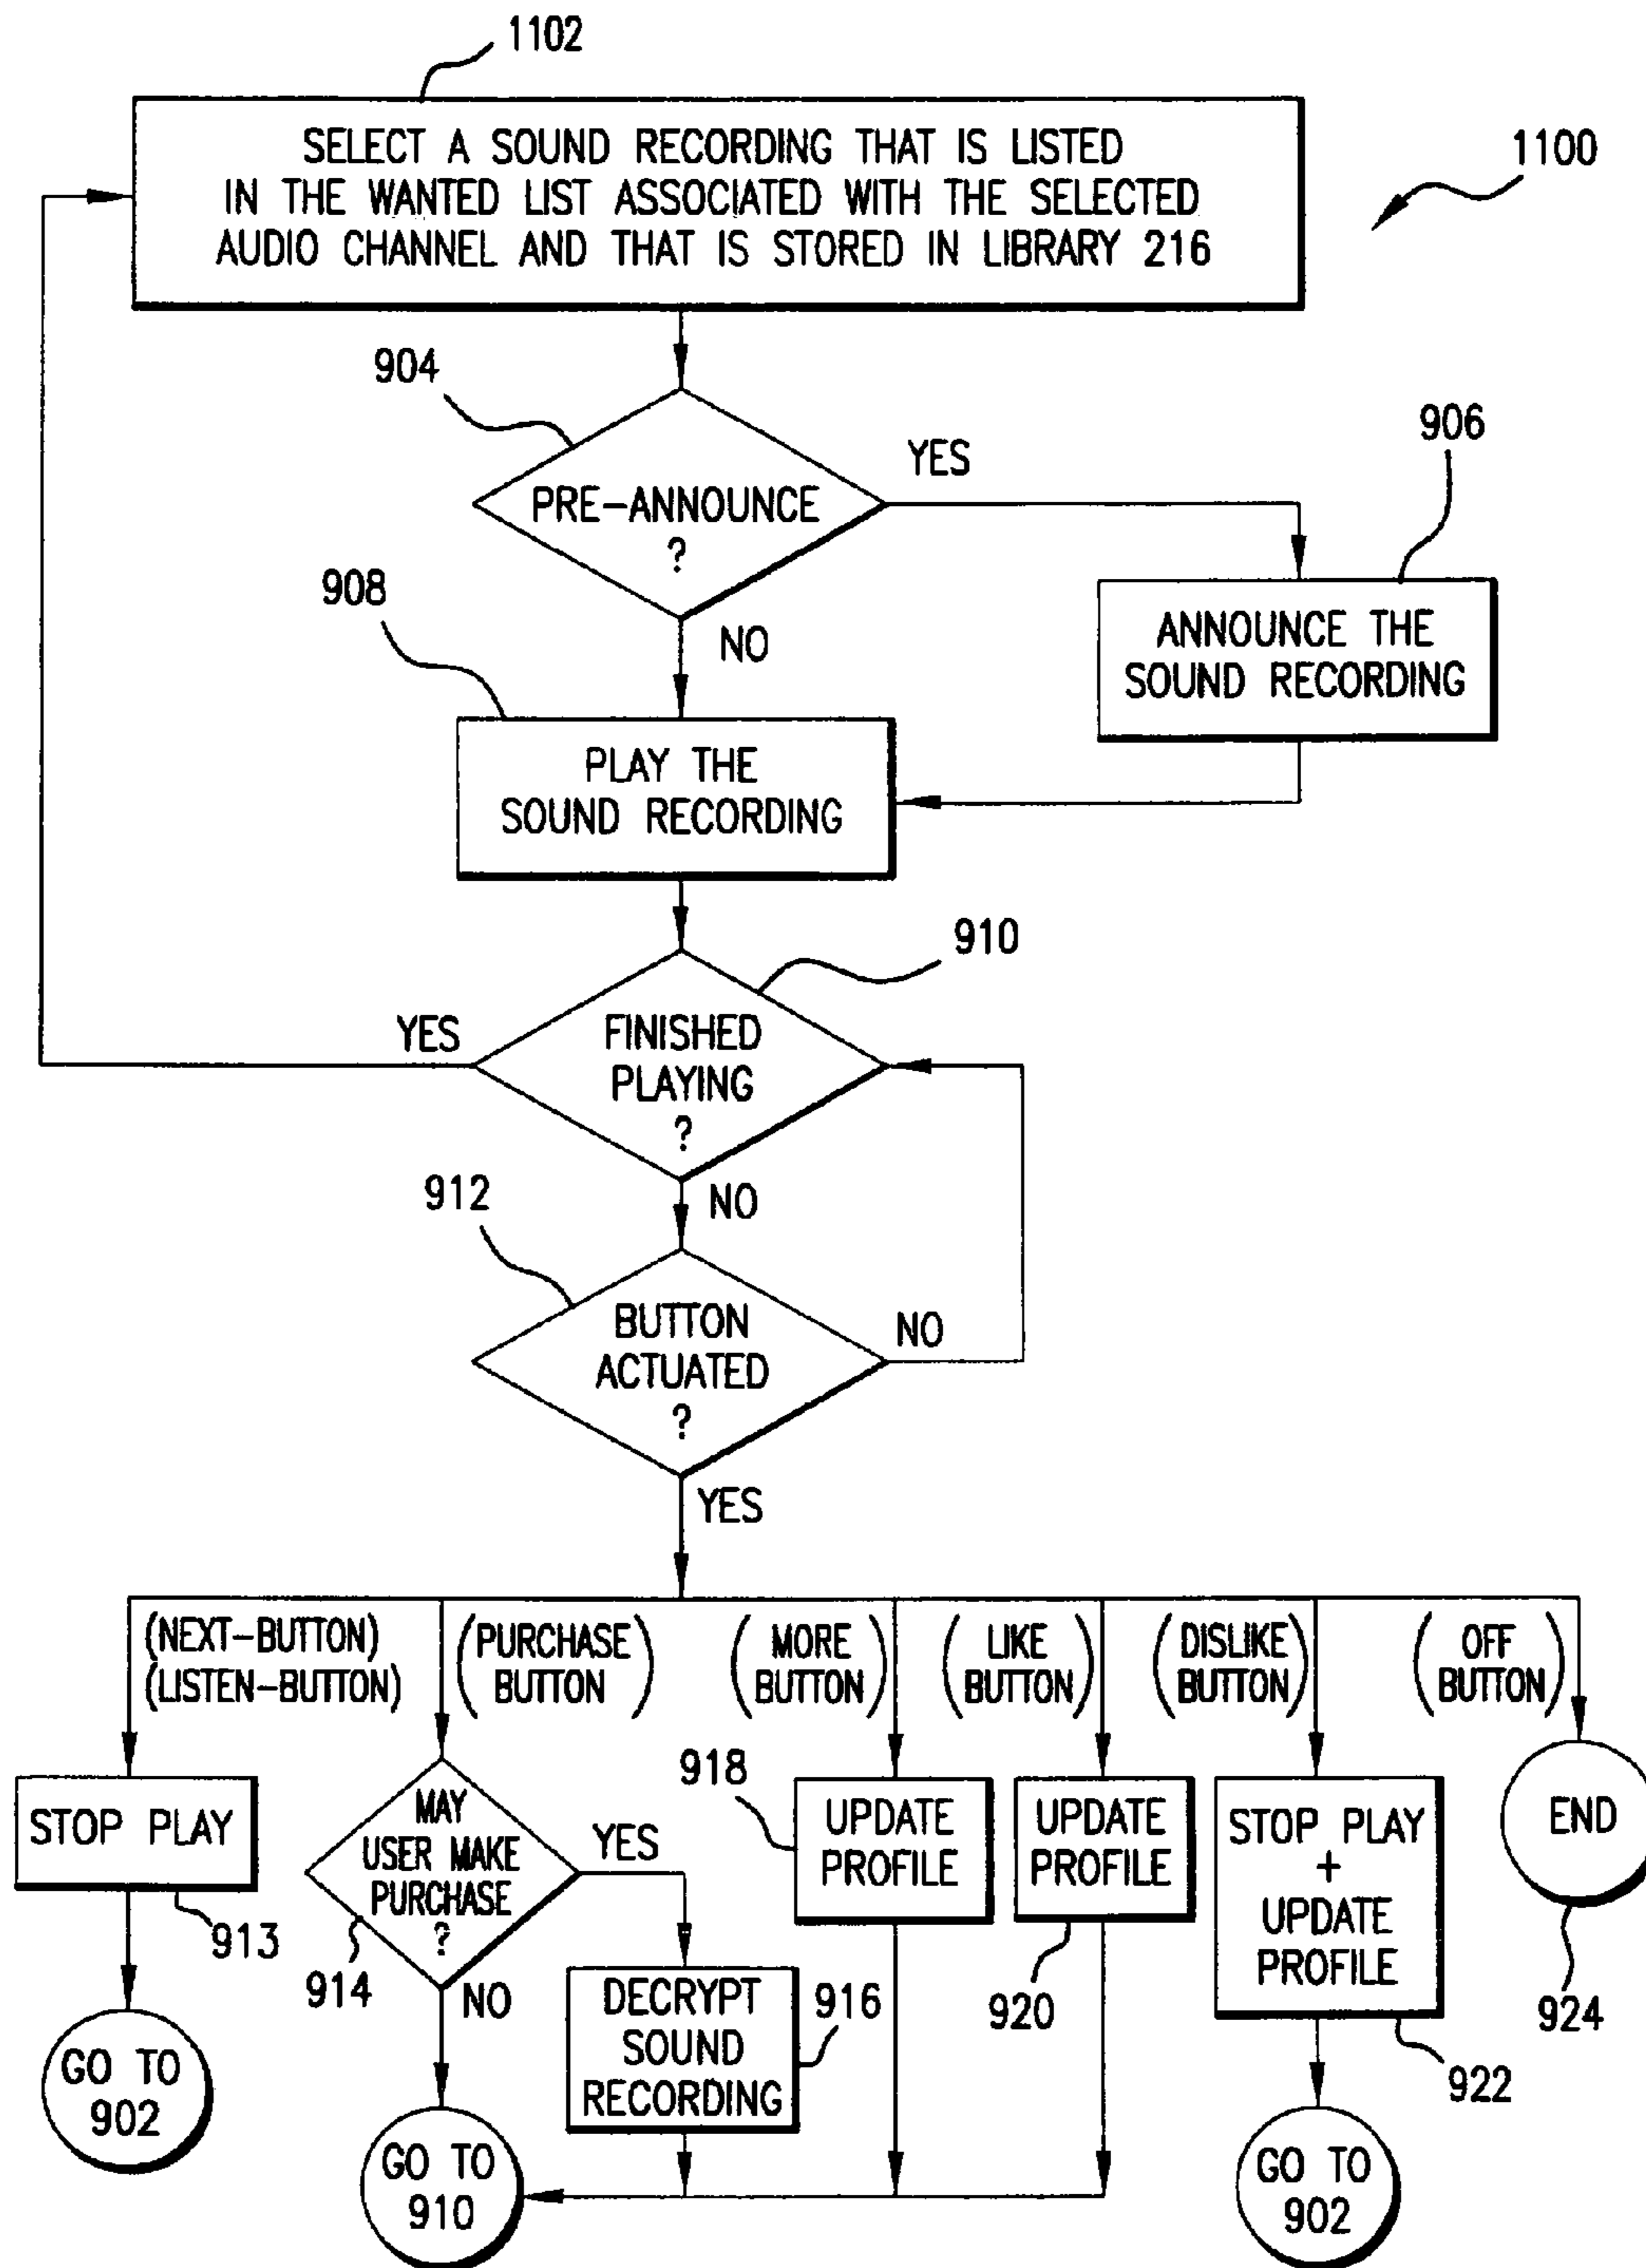 1102
SELECT A SOUND RECORDING THAT IS LISTED
IN THE WANTED LIST ASSOCIATED WITH THE SELECTED
AUDIO CHANNEL AND THAT IS STORED IN LIBRARY 216
1100
904
PRE-ANNOUNCE
?
YES
NO
906
ANNOUNCE THE
SOUND RECORDING
908
PLAY THE
SOUND RECORDING
910
FINISHED
PLAYING
?
YES
NO
912
BUTTON
ACTUATED
?
NO
YES
(NEXT-BUTTON)
(LISTEN-BUTTON)
(PURCHASE
BUTTON)
(MORE
BUTTON)
(LIKE
BUTTON)
(DISLIKE
BUTTON)
(OFF
BUTTON)
STOP PLAY
913
GO TO
902
MAY
USER MAKE
PURCHASE
?
914
YES
NO
DECRYPT
SOUND
RECORDING
916
GO TO
910
918
UPDATE
PROFILE
UPDATE
PROFILE
920
STOP PLAY
+
UPDATE
PROFILE
922
GO TO
902
END
924